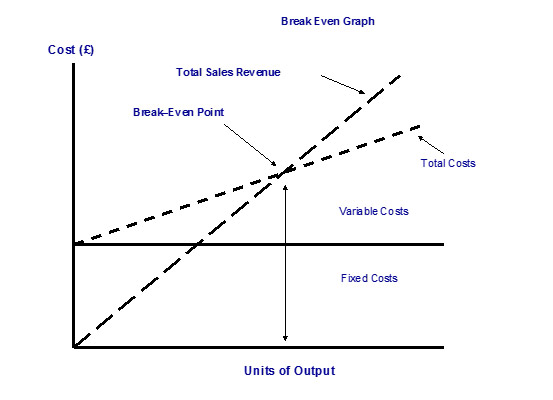 Break Even Graph
Cost (£)
Total Sales Revenue
Break–Even Point
Total Costs
Variable Costs
Fixed Costs
Units of Output